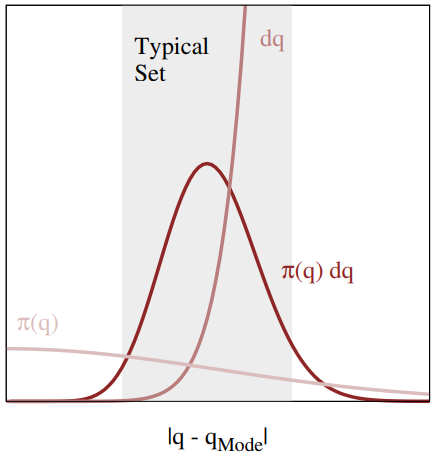 Typical
Set
dq
π(q) dq
π(q)
|q - qMode|